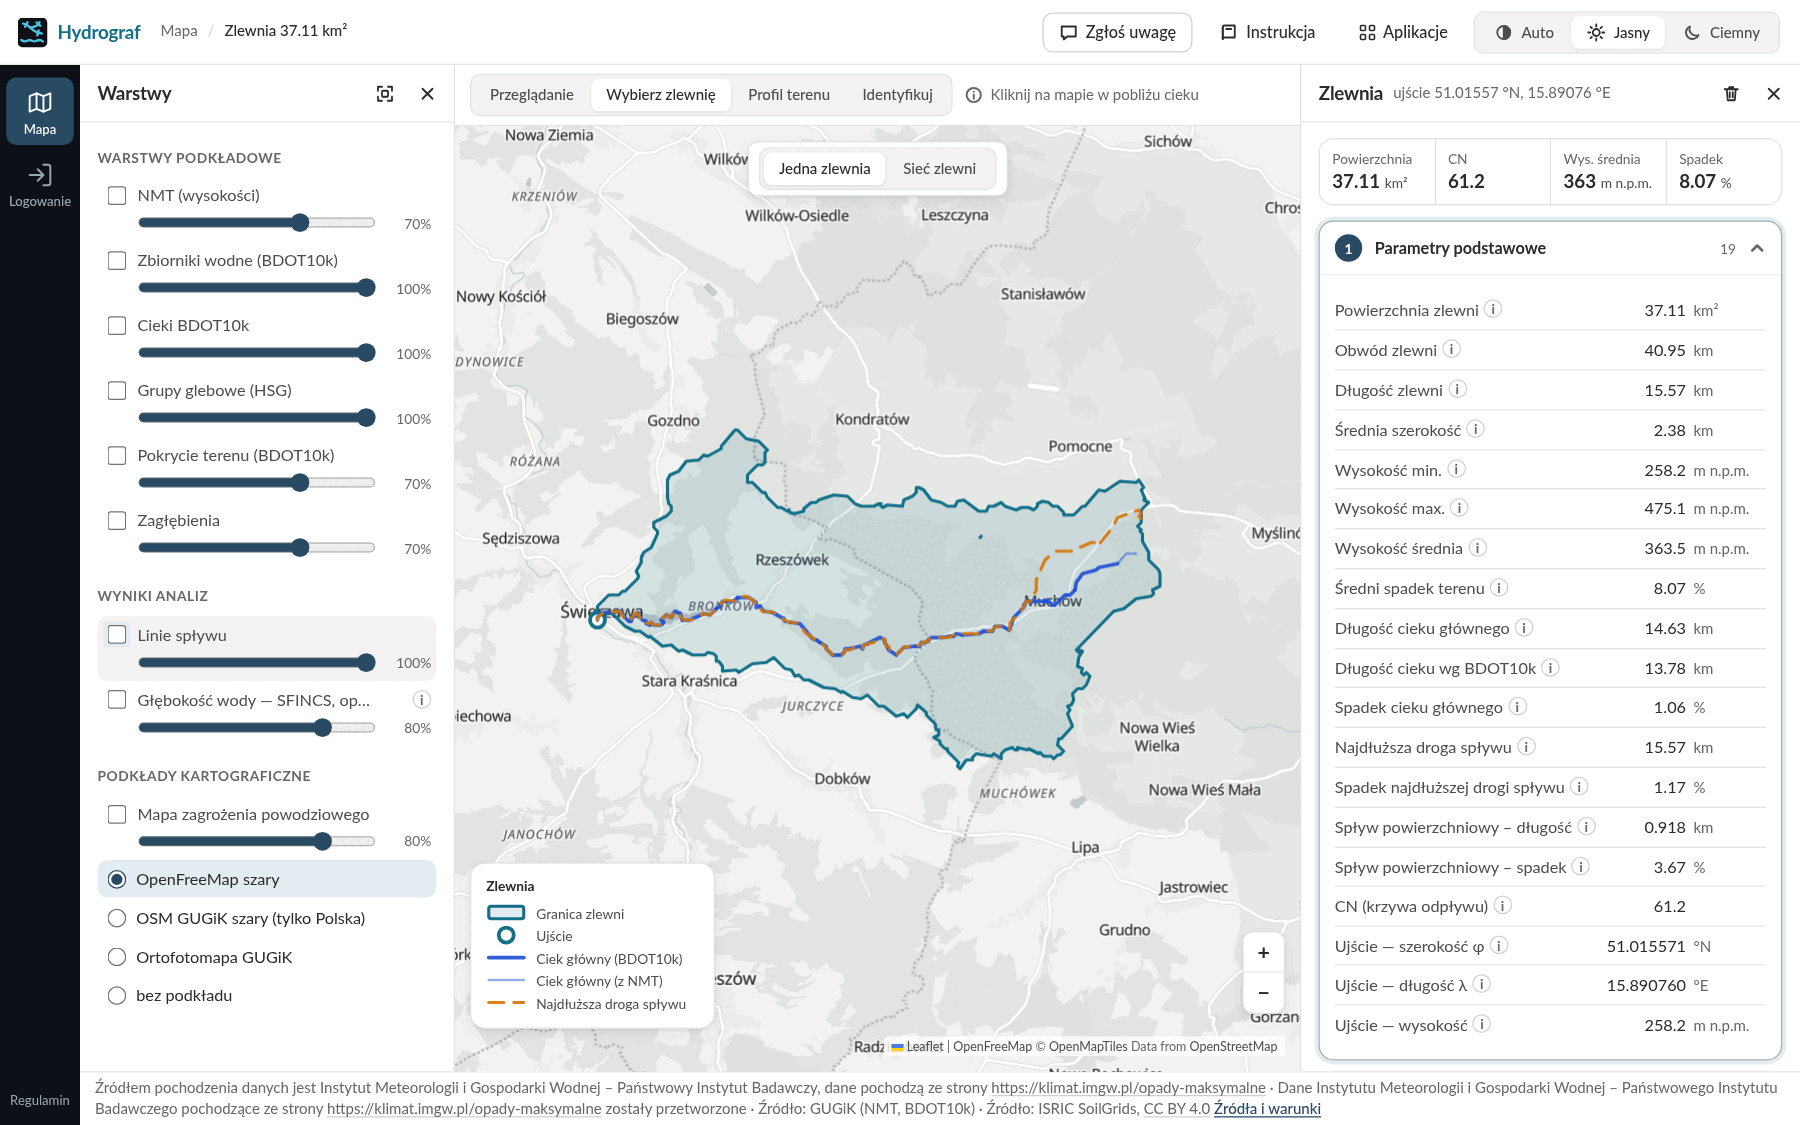 Hydrograf
Mapa / Zlewnia 37.11 km²
Zgłoś uwagę
Instrukcja
Aplikacje
Auto
Jasny
Ciemny
Mapa
Logowanie
Regulamin
Warstwy
WARSTWY PODKŁADOWE
NMT (wysokości)
70%
Zbiorniki wodne (BDOT10k)
100%
Cieki BDOT10k
100%
Grupy glebowe (HSG)
100%
Pokrycie terenu (BDOT10k)
70%
Zagłębienia
70%
WYNIKI ANALIZ
Linie spływu
100%
Głębokość wody — SFINCS, op...
80%
PODKŁADY KARTOGRAFICZNE
Mapa zagrożenia powodziowego
80%
OpenFreeMap szary
OSM GUGiK szary (tylko Polska)
Ortofotomapa GUGiK
bez podkładu
Przeglądanie
Wybierz zlewnię
Profil terenu
Identyfikuj
Kliknij na mapie w pobliżu cieku
Jedna zlewnia
Sieć zlewni
Nowa Ziemia
Sichów
KRZENIÓW
Wilków-Osiedle
Leszczyna
Nowy Kościół
Biegoszów
Stanisławów
DYNOWICE
Gozdno
Kondratów
Pomocne
RÓŻANA
Sędziszowa
Rzeszówek
Świerzawa
BRONKÓW
Muchów
Stara Kraśnica
JURCZYCE
Nowa Wieś
Wielka
Dobków
MUCHÓWEK
Nowa Wieś Mała
JANOCHÓW
Lipa
Jastrowiec
Grudno
Zlewnia
Granica zlewni
Ujście
Ciek główny (BDOT10k)
Ciek główny (z NMT)
Najdłuższa droga spływu
+
−
Leaflet | OpenFreeMap © OpenMapTiles Data from OpenStreetMap
Zlewnia ujście 51.01557 °N, 15.89076 °E
Powierzchnia
37.11 km²
CN
61.2
Wys. średnia
363 m n.p.m.
Spadek
8.07 %
1 Parametry podstawowe 19
Powierzchnia zlewni 37.11 km²
Obwód zlewni 40.95 km
Długość zlewni 15.57 km
Średnia szerokość 2.38 km
Wysokość min. 258.2 m n.p.m.
Wysokość max. 475.1 m n.p.m.
Wysokość średnia 363.5 m n.p.m.
Średni spadek terenu 8.07 %
Długość cieku głównego 14.63 km
Długość cieku wg BDOT10k 13.78 km
Spadek cieku głównego 1.06 %
Najdłuższa droga spływu 15.57 km
Spadek najdłuższej drogi spływu 1.17 %
Spływ powierzchniowy – długość 0.918 km
Spływ powierzchniowy – spadek 3.67 %
CN (krzywa odpływu) 61.2
Ujście — szerokość φ 51.015571 °N
Ujście — długość λ 15.890760 °E
Ujście — wysokość 258.2 m n.p.m.
Źródłem pochodzenia danych jest Instytut Meteorologii i Gospodarki Wodnej – Państwowy Instytut Badawczy, dane pochodzą ze strony https://klimat.imgw.pl/opady-maksymalne · Dane Instytutu Meteorologii i Gospodarki Wodnej – Państwowego Instytutu
Badawczego pochodzące ze strony https://klimat.imgw.pl/opady-maksymalne zostały przetworzone · Źródło: GUGiK (NMT, BDOT10k) · Źródło: ISRIC SoilGrids, CC BY 4.0 Źródła i warunki